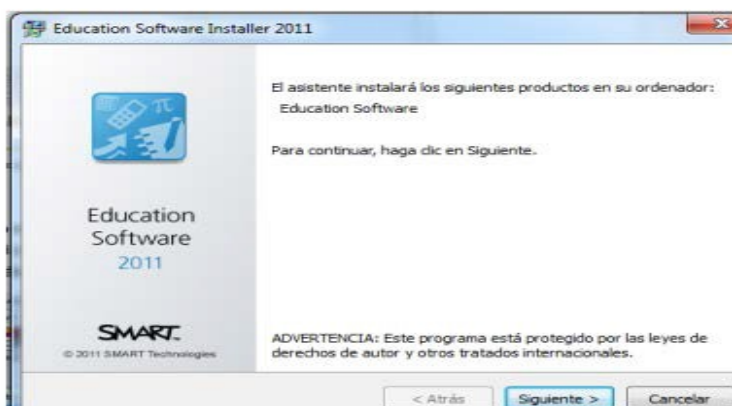 Education Software Installer 2011
El asistente instalará los siguientes productos en su ordenador:
Education Software
Para continuar, haga clic en Siguiente.
Education
Software
2011
SMART
© 2011 SMART Technologies
ADVERTENCIA: Este programa está protegido por las leyes de
derechos de autor y otros tratados internacionales.
< Atrás
Siguiente >
Cancelar